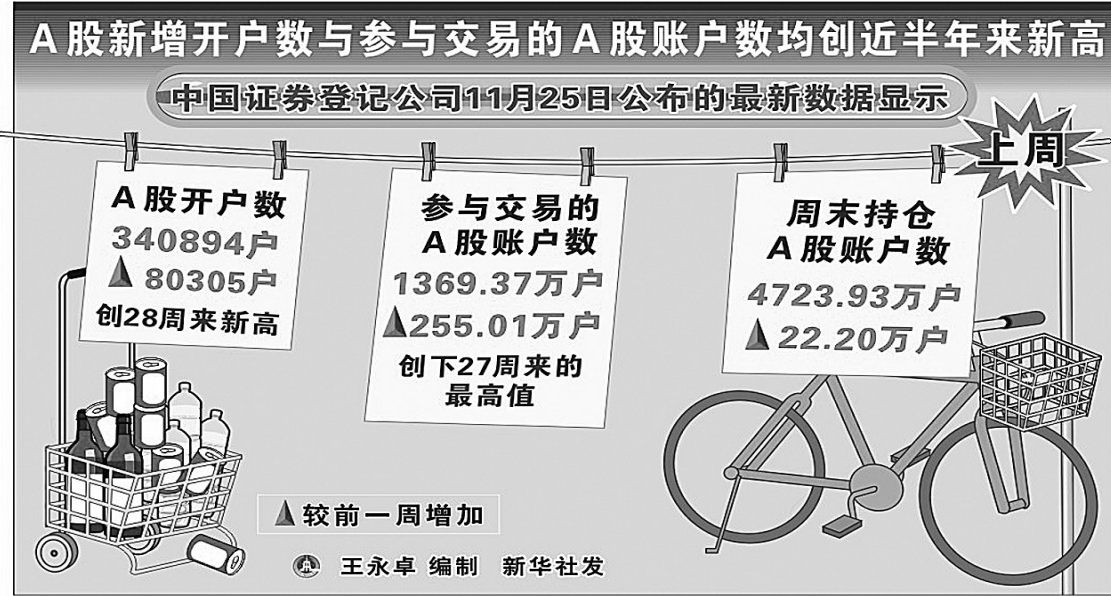 A股新增开户数与参与交易的A股账户数均创近半年来新高
中国证券登记公司11月25日公布的最新数据显示
上周
A股开户数
340894户
▲80305户
创28周来新高
参与交易的
A股账户数
1369.37万户
▲255.01万户
创下27周来的
最高值
周末持仓
A股账户数
4723.93万户
▲22.20万户
▲较前一周增加
王永卓 编制 新华社发